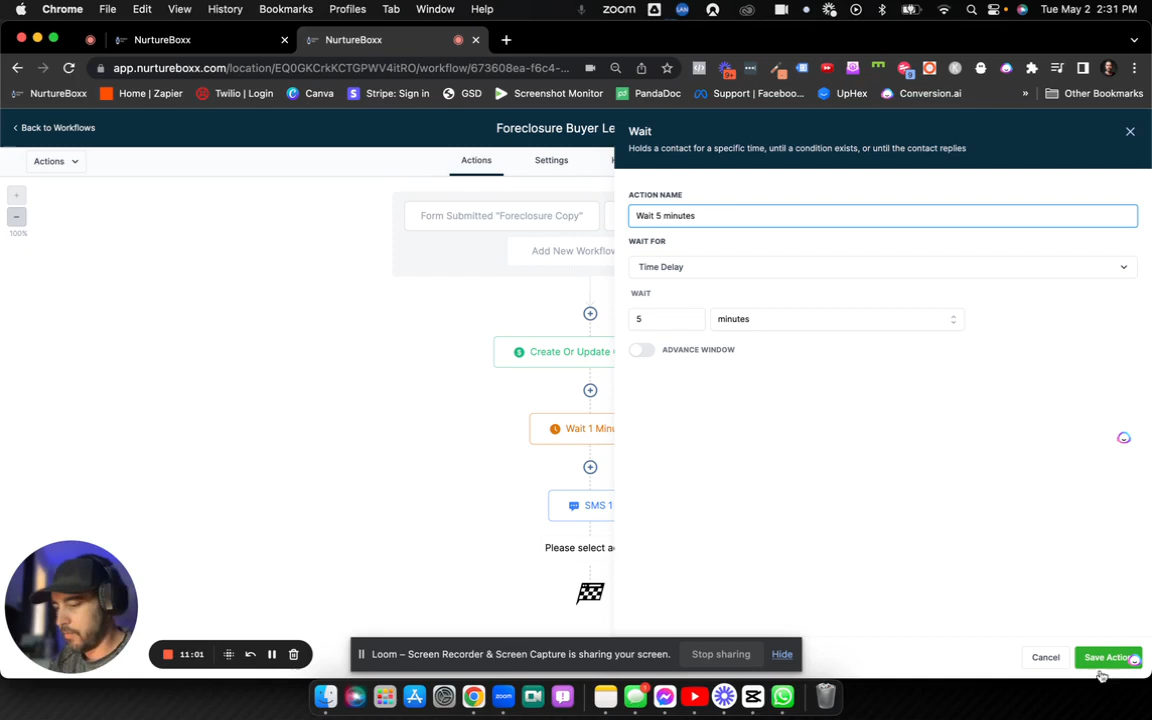 Chrome File Edit View History Bookmarks Profiles Tab Window Help zoom LAN Tue May 2 2:31 PM
NurtureBoxx NurtureBoxx
app.nurtureboxx.com/location/EQ0GKCrkKCTGPWV4itRO/workflow/673608ea-f6c4-...
NurtureBoxx Home | Zapier Twilio | Login Canva Stripe: Sign in GSD Screenshot Monitor PandaDoc Support | Faceboo... UpHex Conversion.ai » Other Bookmarks
Back to Workflows
Foreclosure Buyer Le
Actions
Actions Settings
100%
Form Submitted "Foreclosure Copy"
Add New Workflow
Create Or Update
Wait 1 Minu
SMS 1
Please select a
Wait
Holds a contact for a specific time, until a condition exists, or until the contact replies
ACTION NAME
Wait 5 minutes
WAIT FOR
Time Delay
WAIT
5 minutes
ADVANCE WINDOW
Cancel Save Action
11:01
Loom – Screen Recorder & Screen Capture is sharing your screen. Stop sharing Hide
zoom